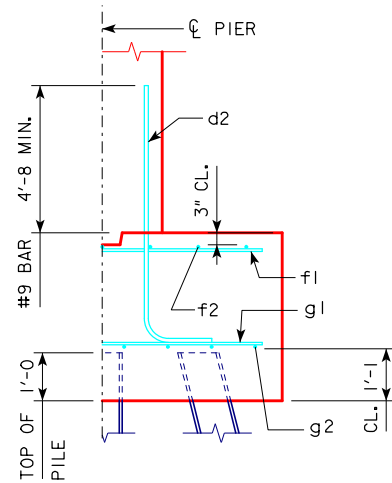 ℄ PIER
d2
4'-8 MIN.
#9 BAR
3" CL.
f1
f2
g1
1'-0
TOP OF
PILE
g2
CL. 1'-1